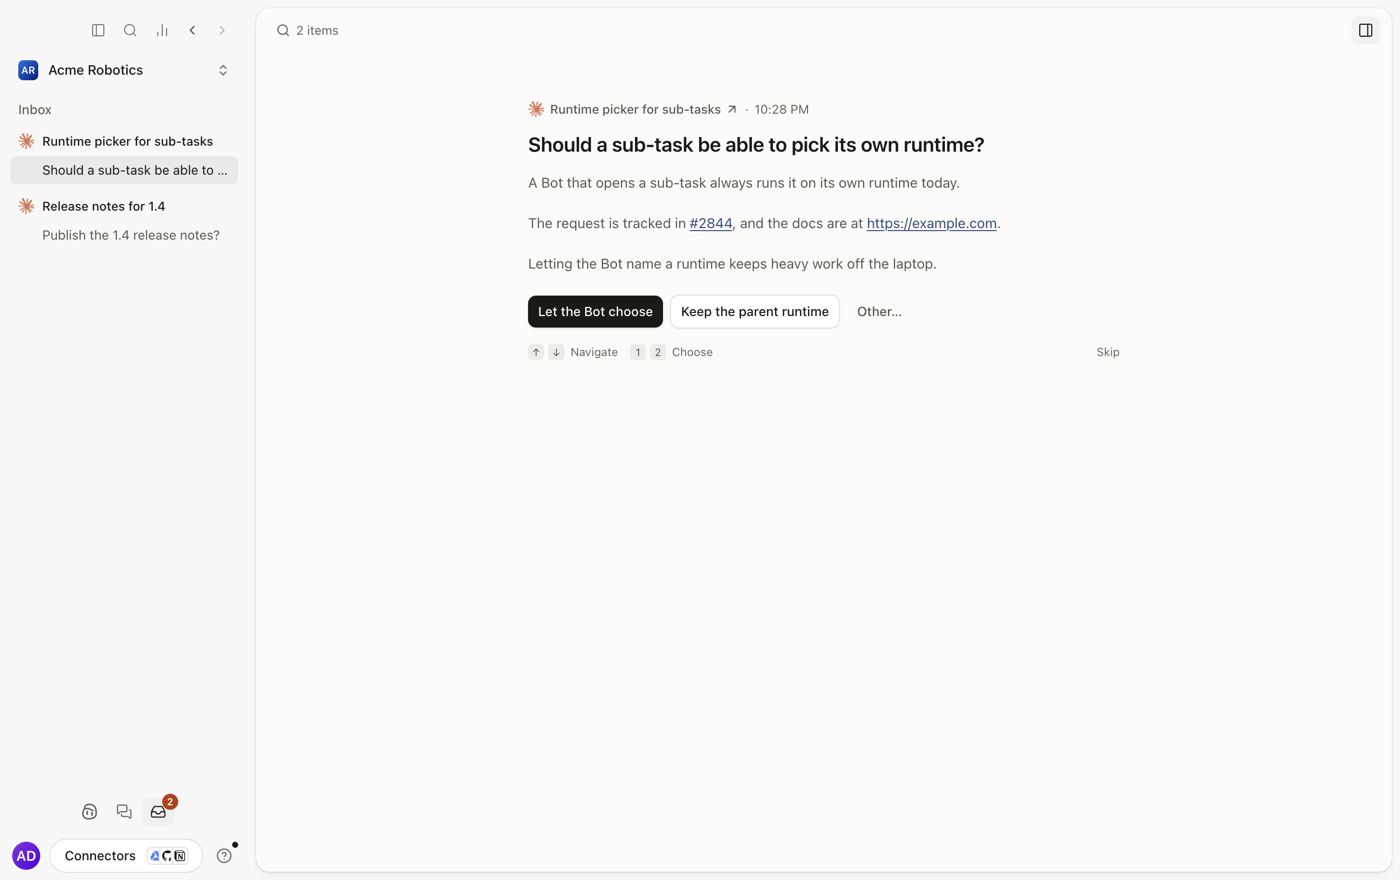 AR Acme Robotics
Inbox
Runtime picker for sub-tasks
Should a sub-task be able to ...
Release notes for 1.4
Publish the 1.4 release notes?
2
AD Connectors
2 items
Runtime picker for sub-tasks · 10:28 PM
Should a sub-task be able to pick its own runtime?
A Bot that opens a sub-task always runs it on its own runtime today.
The request is tracked in #2844, and the docs are at https://example.com.
Letting the Bot name a runtime keeps heavy work off the laptop.
Let the Bot choose Keep the parent runtime Other...
↑ ↓ Navigate 1 2 Choose Skip